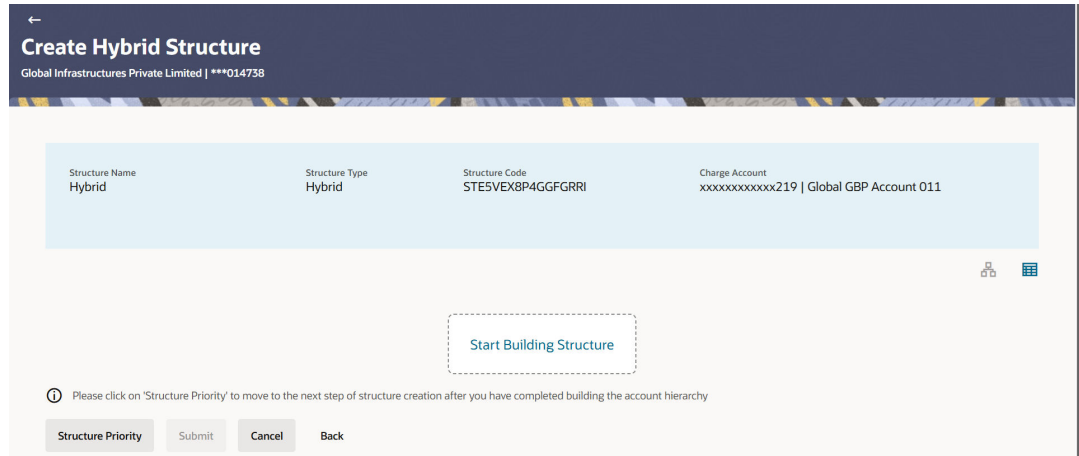 Create Hybrid Structure
Global Infrastructures Private Limited | ***014738
Structure Name Structure Type Structure Code Charge Account
Hybrid Hybrid STE5VEX8P4GGFGRRI xxxxxxxxxxxx219 | Global GBP Account 011
Start Building Structure
Please click on 'Structure Priority' to move to the next step of structure creation after you have completed building the account hierarchy
Structure Priority Submit Cancel Back